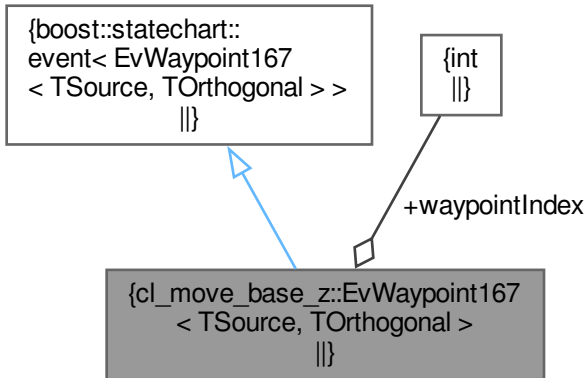 {boost::statechart::
event< EvWaypoint167
< TSource, TOrthogonal > >
||}
{int
||}
+waypointIndex
{cl_move_base_z::EvWaypoint167
< TSource, TOrthogonal >
||}